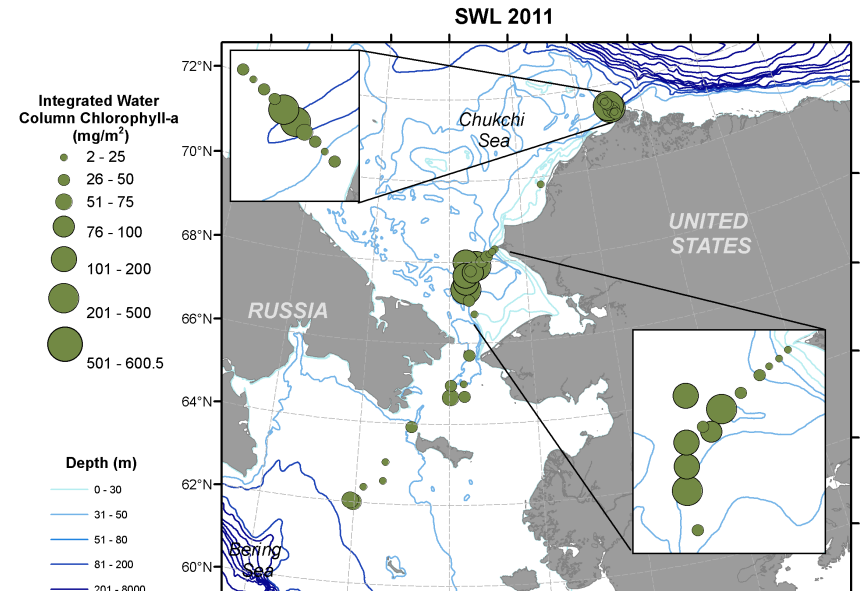 SWL 2011
72°N
70°N
68°N
66°N
64°N
62°N
60°N
Integrated Water
Column Chlorophyll-a
(mg/m²)
2 - 25
26 - 50
51 - 75
76 - 100
101 - 200
201 - 500
501 - 600.5
Depth (m)
0 - 30
31 - 50
51 - 80
81 - 200
201 - 8000
Chukchi
Sea
UNITED
STATES
RUSSIA
Bering
Sea